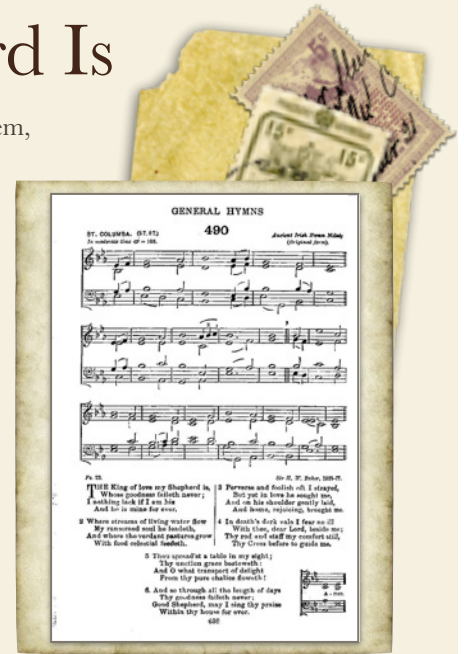 rd Is
em,
15c
15c
GENERAL HYMNS
490
ST. COLUMBA. (87.87.)
Ancient Irish Hymn Melody
(Original form).
Ps. 23.
Sir H. W. Baker, 1821-77.
THE King of love my Shepherd is,
Whose goodness faileth never;
I nothing lack if I am his
And he is mine for ever.
2 Where streams of living water flow
My ransomed soul he leadeth,
And where the verdant pastures grow
With food celestial feedeth.
3 Perverse and foolish oft I strayed,
But yet in love he sought me,
And on his shoulder gently laid,
And home, rejoicing, brought me.
4 In death's dark vale I fear no ill
With thee, dear Lord, beside me;
Thy rod and staff my comfort still,
Thy Cross before to guide me.
5 Thou spread'st a table in my sight;
Thy unction grace bestoweth:
And O what transport of delight
From thy pure chalice floweth!
6. And so through all the length of days
Thy goodness faileth never;
Good Shepherd, may I sing thy praise
Within thy house for ever.
A - men.